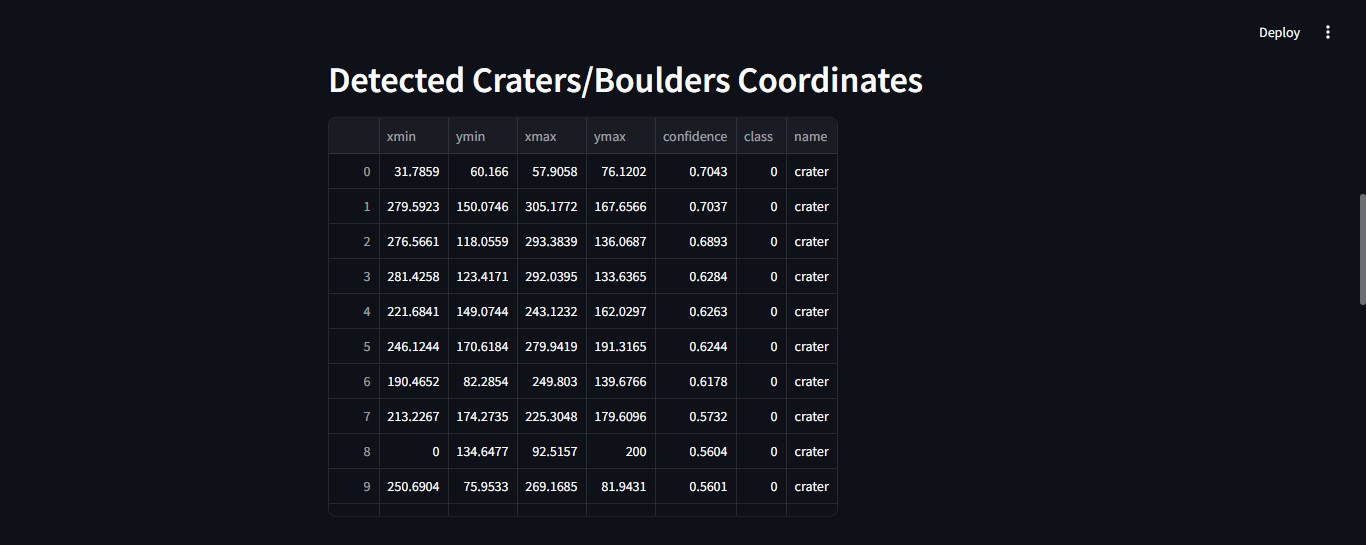 Deploy
Detected Craters/Boulders Coordinates
xmin ymin xmax ymax confidence class name
0 31.7859 60.166 57.9058 76.1202 0.7043 0 crater
1 279.5923 150.0746 305.1772 167.6566 0.7037 0 crater
2 276.5661 118.0559 293.3839 136.0687 0.6893 0 crater
3 281.4258 123.4171 292.0395 133.6365 0.6284 0 crater
4 221.6841 149.0744 243.1232 162.0297 0.6263 0 crater
5 246.1244 170.6184 279.9419 191.3165 0.6244 0 crater
6 190.4652 82.2854 249.803 139.6766 0.6178 0 crater
7 213.2267 174.2735 225.3048 179.6096 0.5732 0 crater
8 0 134.6477 92.5157 200 0.5604 0 crater
9 250.6904 75.9533 269.1685 81.9431 0.5601 0 crater